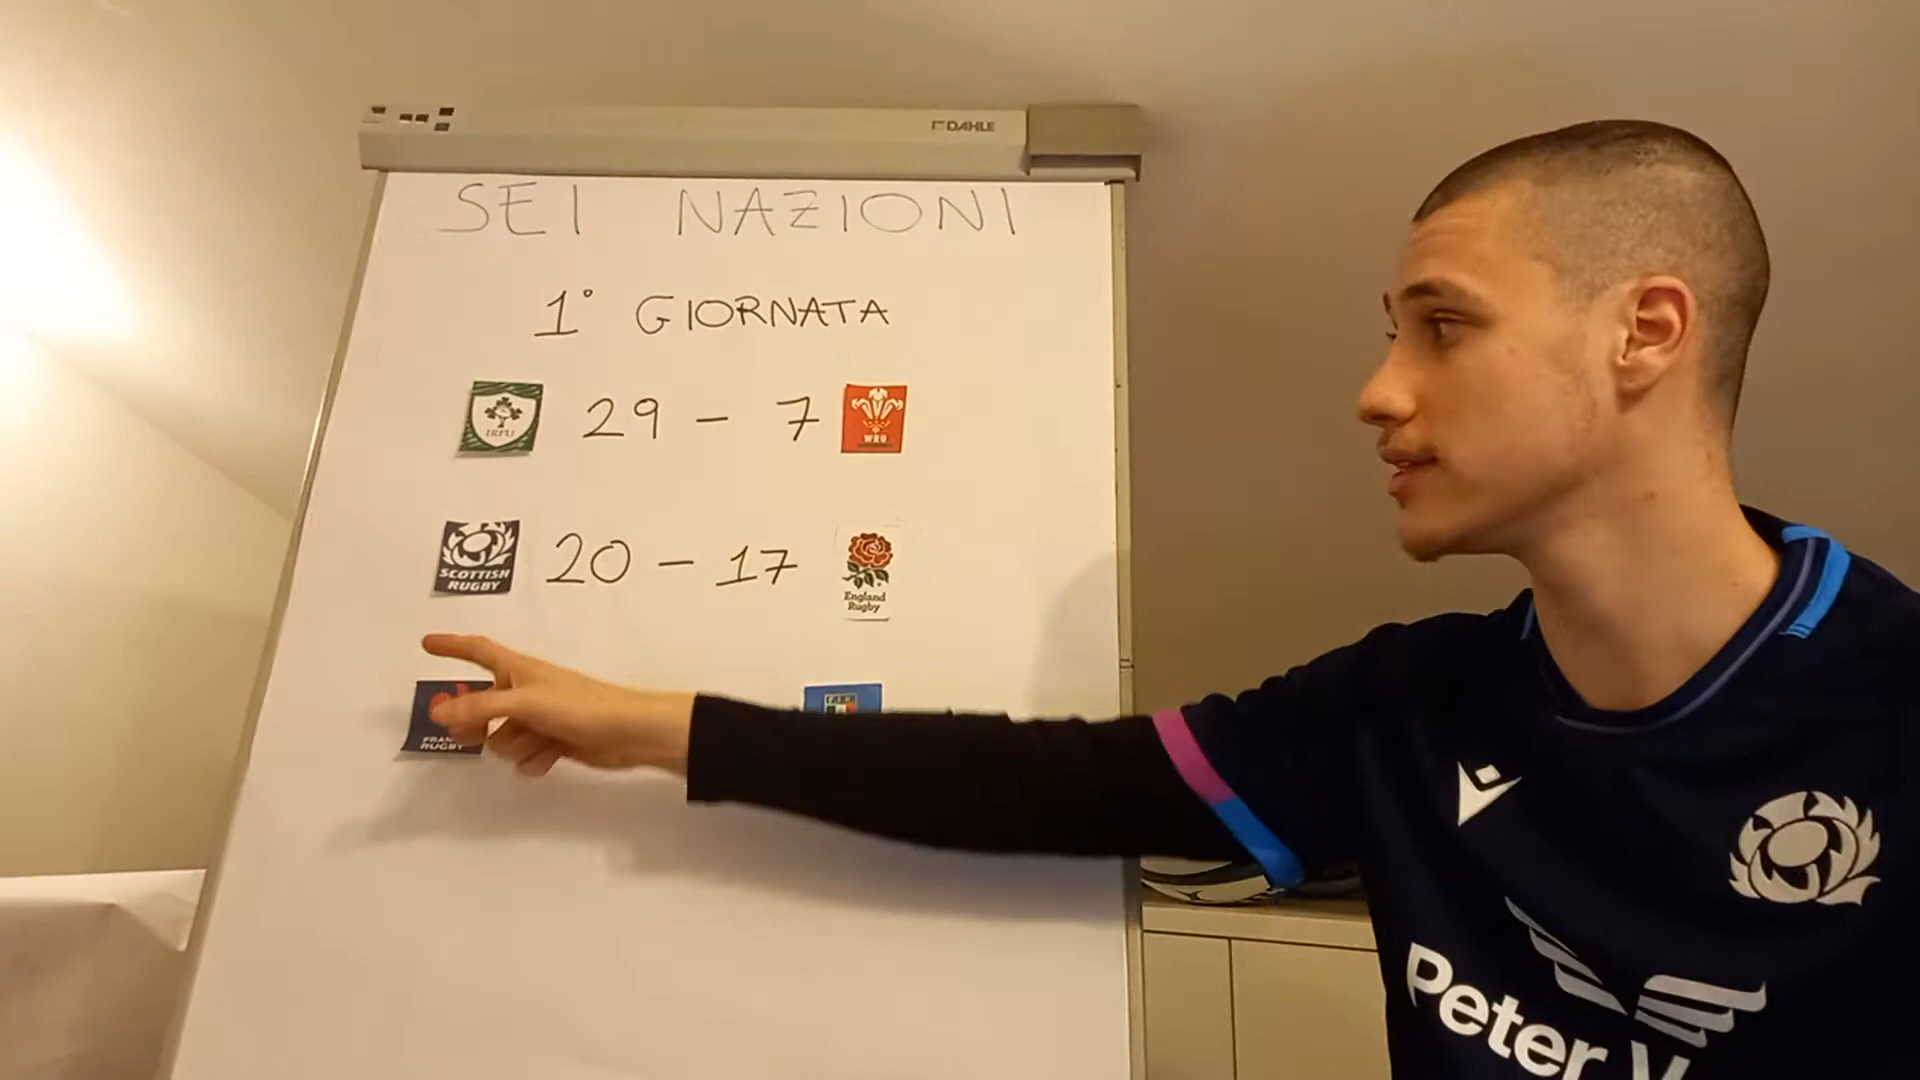 DAHLE
SEI NAZIONI
1° GIORNATA
IRFU 29 - 7 WRU
SCOTTISH
RUGBY
20 - 17
England
Rugby
RUGBY
Peter